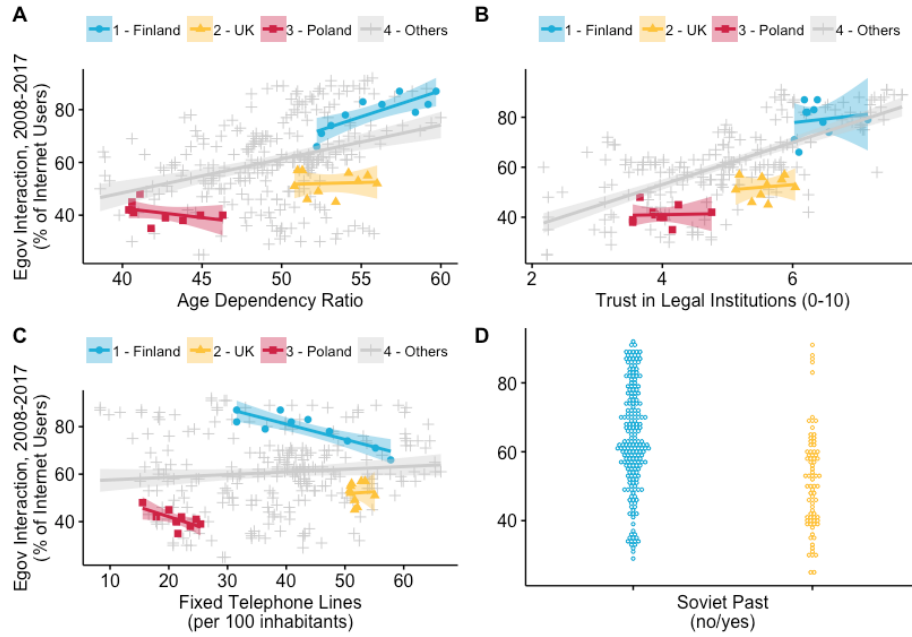 A
1 - Finland 2 - UK 3 - Poland 4 - Others
Egov Interaction, 2008-2017
(% of Internet Users)
80
60
40
40 45 50 55 60
Age Dependency Ratio
B
1 - Finland 2 - UK 3 - Poland 4 - Others
80
60
40
2 4 6
Trust in Legal Institutions (0-10)
C
1 - Finland 2 - UK 3 - Poland 4 - Others
Egov Interaction, 2008-2017
(% of Internet Users)
80
60
40
10 20 30 40 50 60
Fixed Telephone Lines
(per 100 inhabitants)
D
80
60
40
Soviet Past
(no/yes)